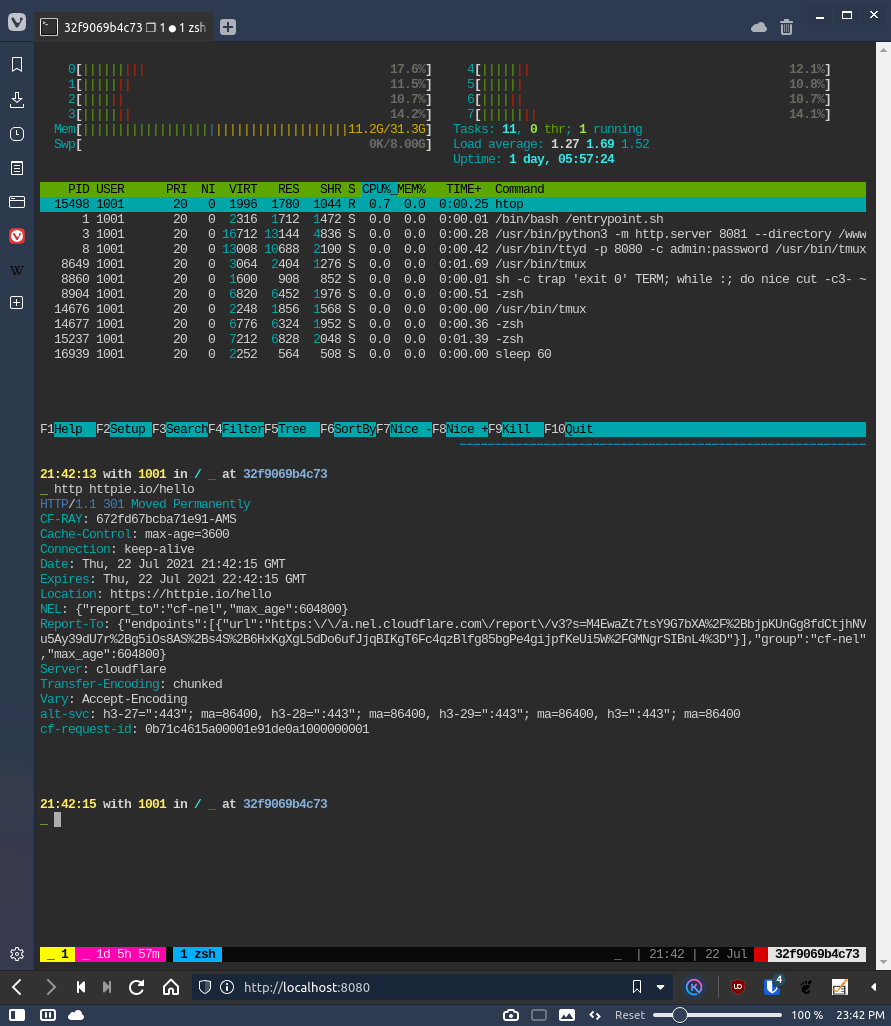 32f9069b4c73 ❐ 1 ● 1 zsh
0[|||||||||17.6%] 4[|||||||12.1%]
1[|||||||11.5%] 5[||||||10.8%]
2[||||||10.7%] 6[||||||10.7%]
3[|||||||14.2%] 7[||||||||14.1%]
Mem[||||||||||||||||||||||||||||||||||||||11.2G/31.3G] Tasks: 11, 0 thr; 1 running
Swp[0K/8.00G] Load average: 1.27 1.69 1.52
Uptime: 1 day, 05:57:24
PID USER PRI NI VIRT RES SHR S CPU%_MEM% TIME+ Command
15498 1001 20 0 1996 1780 1044 R 0.7 0.0 0:00.25 htop
1 1001 20 0 2316 1712 1472 S 0.0 0.0 0:00.01 /bin/bash /entrypoint.sh
3 1001 20 0 16712 13144 4836 S 0.0 0.0 0:00.28 /usr/bin/python3 -m http.server 8081 --directory /www
8 1001 20 0 13008 10688 2100 S 0.0 0.0 0:00.42 /usr/bin/ttyd -p 8080 -c admin:password /usr/bin/tmux
8649 1001 20 0 3064 2404 1276 S 0.0 0.0 0:01.69 /usr/bin/tmux
8860 1001 20 0 1600 908 852 S 0.0 0.0 0:00.01 sh -c trap 'exit 0' TERM; while :; do nice cut -c3- ~
8904 1001 20 0 6820 6452 1976 S 0.0 0.0 0:00.51 -zsh
14676 1001 20 0 2248 1856 1568 S 0.0 0.0 0:00.00 /usr/bin/tmux
14677 1001 20 0 6776 6324 1952 S 0.0 0.0 0:00.36 -zsh
15237 1001 20 0 7212 6828 2048 S 0.0 0.0 0:01.39 -zsh
16939 1001 20 0 2252 564 508 S 0.0 0.0 0:00.00 sleep 60
F1Help F2Setup F3SearchF4FilterF5Tree F6SortByF7Nice -F8Nice +F9Kill F10Quit
21:42:13 with 1001 in / _ at 32f9069b4c73
_ http httpie.io/hello
HTTP/1.1 301 Moved Permanently
CF-RAY: 672fd67bcba71e91-AMS
Cache-Control: max-age=3600
Connection: keep-alive
Date: Thu, 22 Jul 2021 21:42:15 GMT
Expires: Thu, 22 Jul 2021 22:42:15 GMT
Location: https://httpie.io/hello
NEL: {"report_to":"cf-nel","max_age":604800}
Report-To: {"endpoints":[{"url":"https:\/\/a.nel.cloudflare.com\/report\/v3?s=M4EwaZt7tsY9G7bXA%2F%2BbjpKUnGg8fdCtjhNV
u5Ay39dU7r%2Bg5iOs8AS%2Bs4S%2B6HxKgXgL5dDo6ufJjqBIKgT6Fc4qzBlfg85bgPe4gijpfKeUi5W%2FGMNgrSIBnL4%3D"}],"group":"cf-nel"
,"max_age":604800}
Server: cloudflare
Transfer-Encoding: chunked
Vary: Accept-Encoding
alt-svc: h3-27=":443"; ma=86400, h3-28=":443"; ma=86400, h3-29=":443"; ma=86400, h3=":443"; ma=86400
cf-request-id: 0b71c4615a00001e91de0a1000000001
21:42:15 with 1001 in / _ at 32f9069b4c73
_
_ 1 _ 1d 5h 57m 1 zsh _ | 21:42 | 22 Jul 32f9069b4c73
http://localhost:8080
4
Reset 100 % 23:42 PM